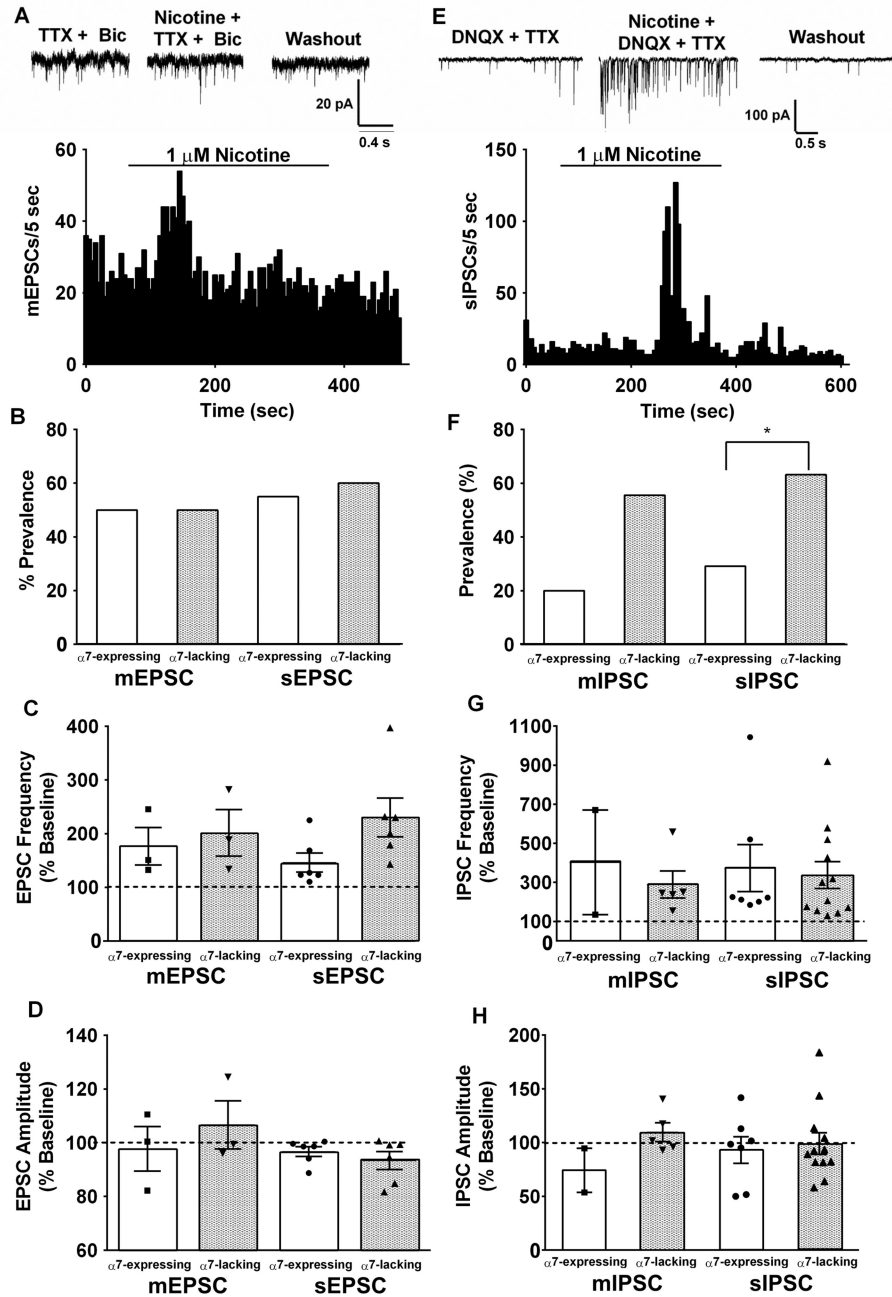 A
TTX + Bic
Nicotine +
TTX + Bic
Washout
20 pA
0.4 s
1 μM Nicotine
mEPSCs/5 sec
60
40
20
0
0 200 400
Time (sec)
B
% Prevalence
80
60
40
20
0
α7-expressing α7-lacking α7-expressing α7-lacking
mEPSC sEPSC
C
EPSC Frequency
(% Baseline)
400
300
200
100
0
α7-expressing α7-lacking α7-expressing α7-lacking
mEPSC sEPSC
D
EPSC Amplitude
(% Baseline)
140
120
100
80
60
α7-expressing α7-lacking α7-expressing α7-lacking
mEPSC sEPSC
E
DNQX + TTX
Nicotine +
DNQX + TTX
Washout
100 pA
0.5 s
1 μM Nicotine
sIPSCs/5 sec
150
100
50
0
0 200 400 600
Time (sec)
F
Prevalence (%)
80
60
40
20
0
*
α7-expressing α7-lacking α7-expressing α7-lacking
mIPSC sIPSC
G
IPSC Frequency
(% Baseline)
1100
900
700
500
300
100
0
α7-expressing α7-lacking α7-expressing α7-lacking
mIPSC sIPSC
H
IPSC Amplitude
(% Baseline)
200
150
100
50
0
α7-expressing α7-lacking α7-expressing α7-lacking
mIPSC sIPSC